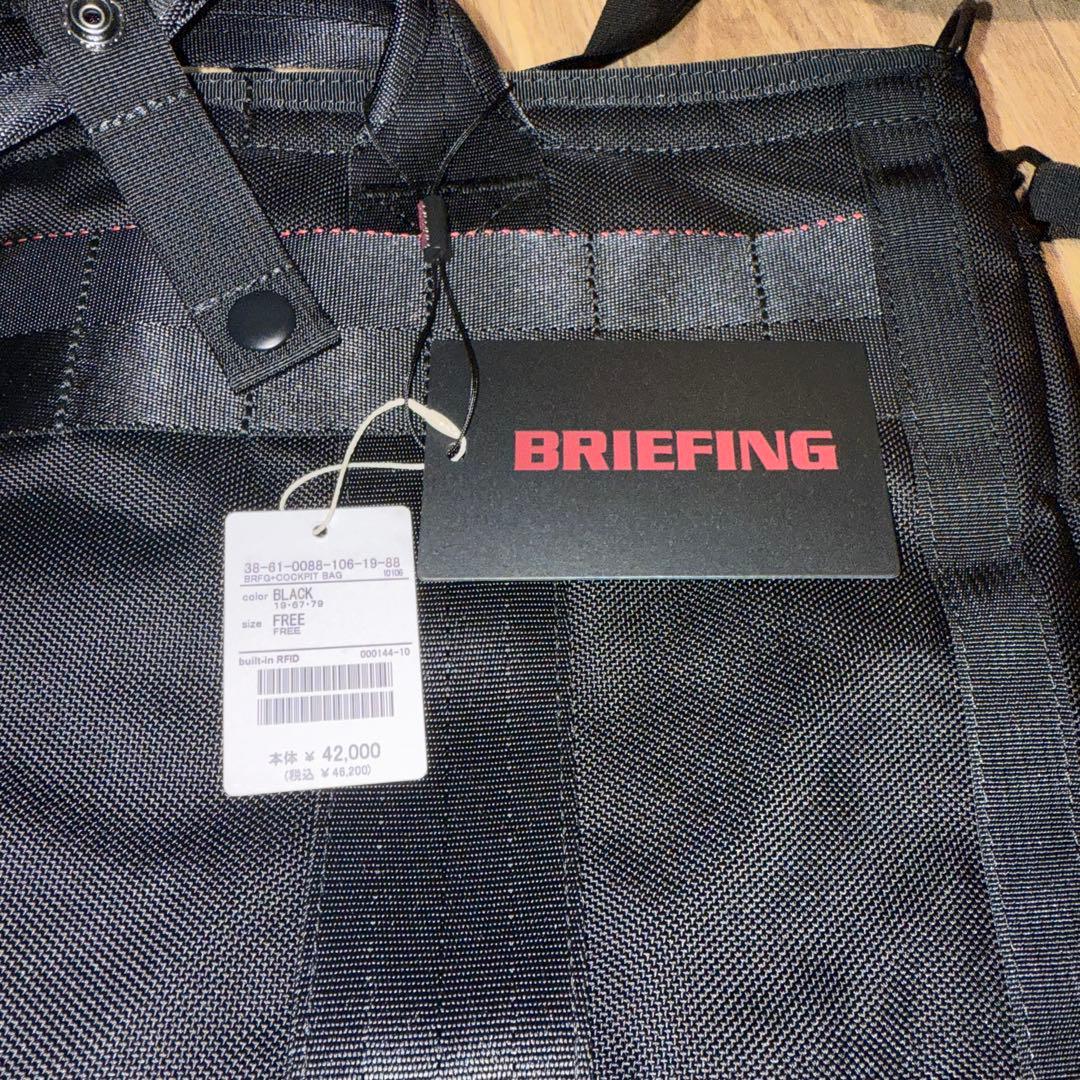 BRIEFING
38-61-0088-106-19-88
BRFG+COCKPIT BAG 10106
color BLACK
19・67・79
size FREE
FREE
built-in RFID 000144-10
本体 ¥ 42,000
(税込 ¥46,200)